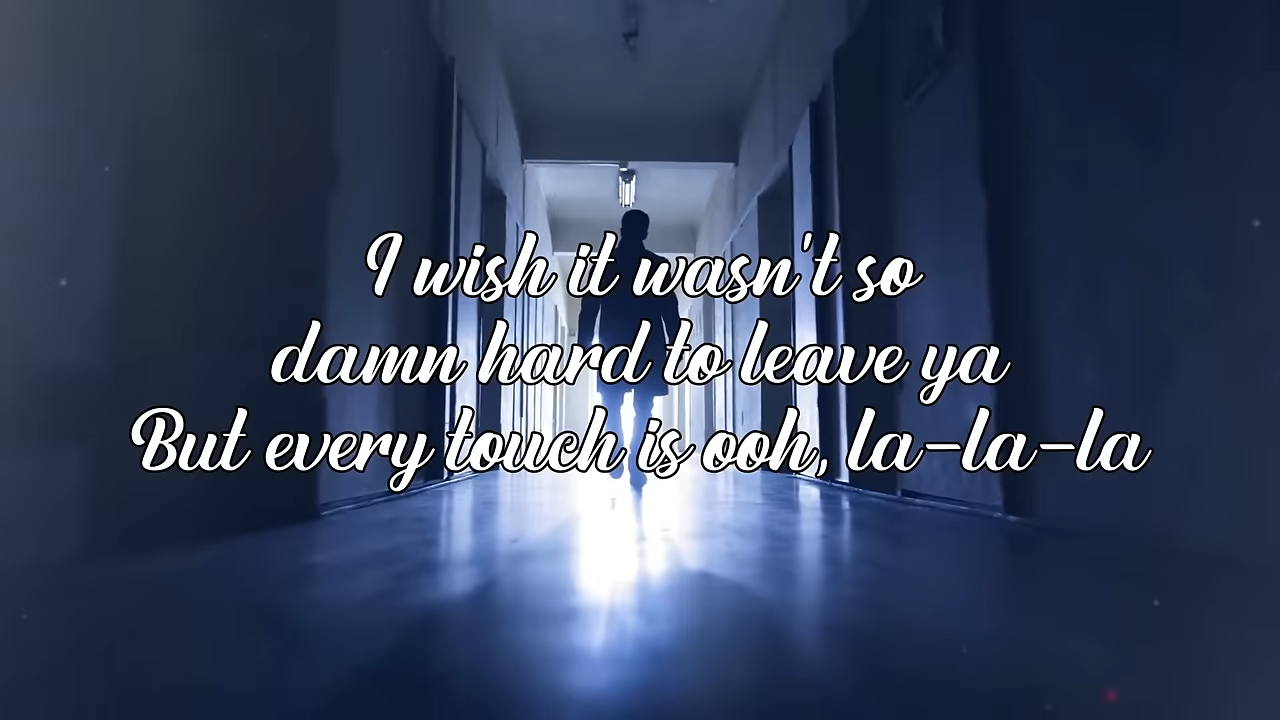 I wish it wasn't so
damn hard to leave ya
But every touch is ooh, la-la-la